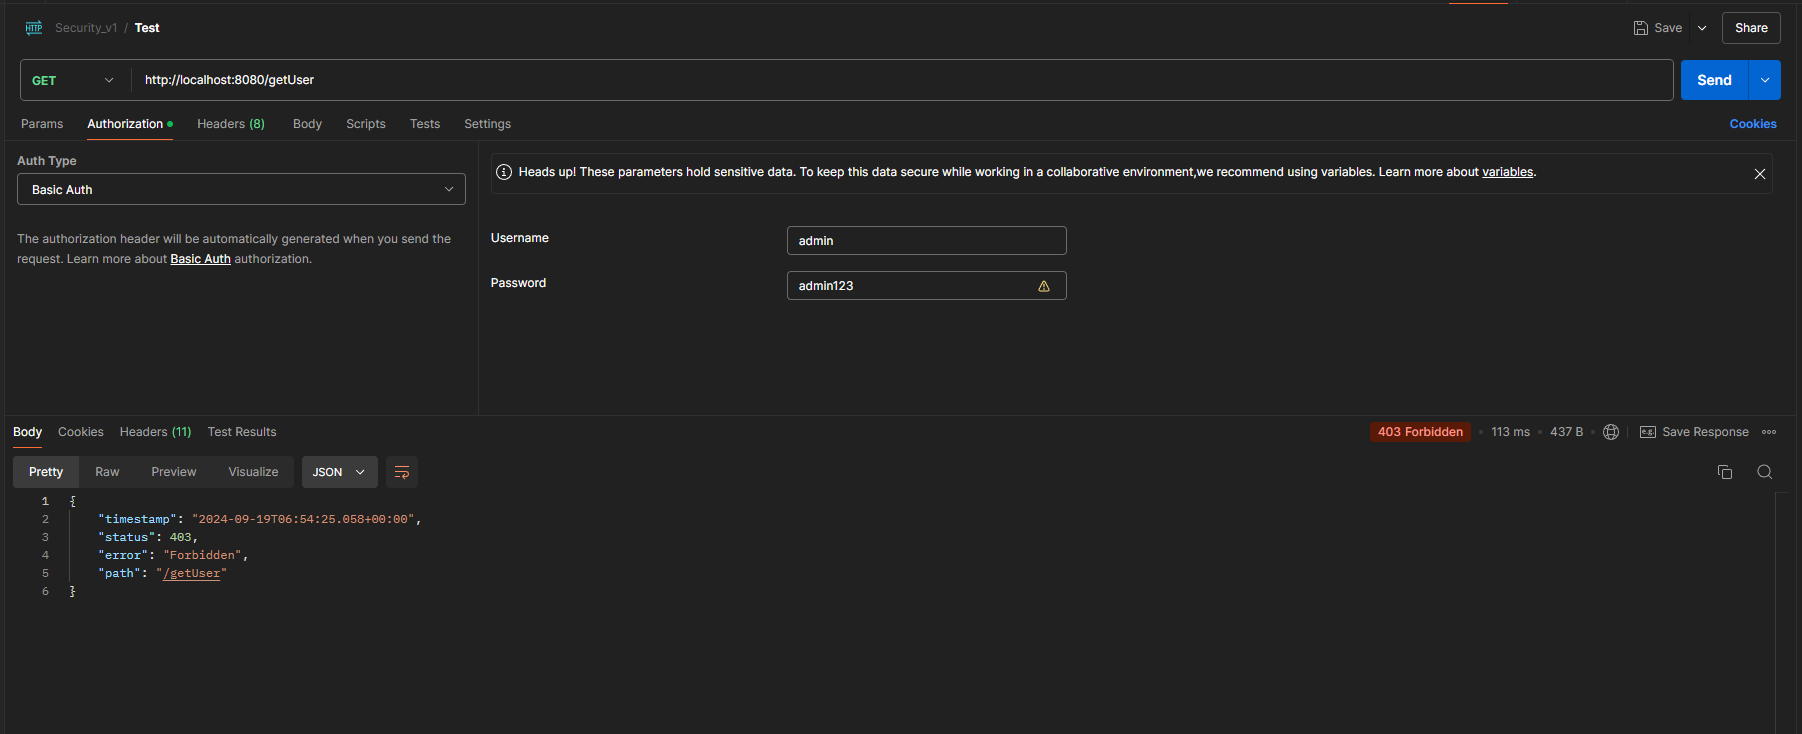 HTTP Security_v1 / Test Save Share
GET http://localhost:8080/getUser Send
Params Authorization Headers (8) Body Scripts Tests Settings Cookies
Auth Type
Basic Auth
The authorization header will be automatically generated when you send the
request. Learn more about Basic Auth authorization.
Heads up! These parameters hold sensitive data. To keep this data secure while working in a collaborative environment,we recommend using variables. Learn more about variables.
Username admin
Password admin123
Body Cookies Headers (11) Test Results 403 Forbidden 113 ms 437 B e.g. Save Response
Pretty Raw Preview Visualize JSON
1 {
2 "timestamp": "2024-09-19T06:54:25.058+00:00",
3 "status": 403,
4 "error": "Forbidden",
5 "path": "/getUser"
6 }